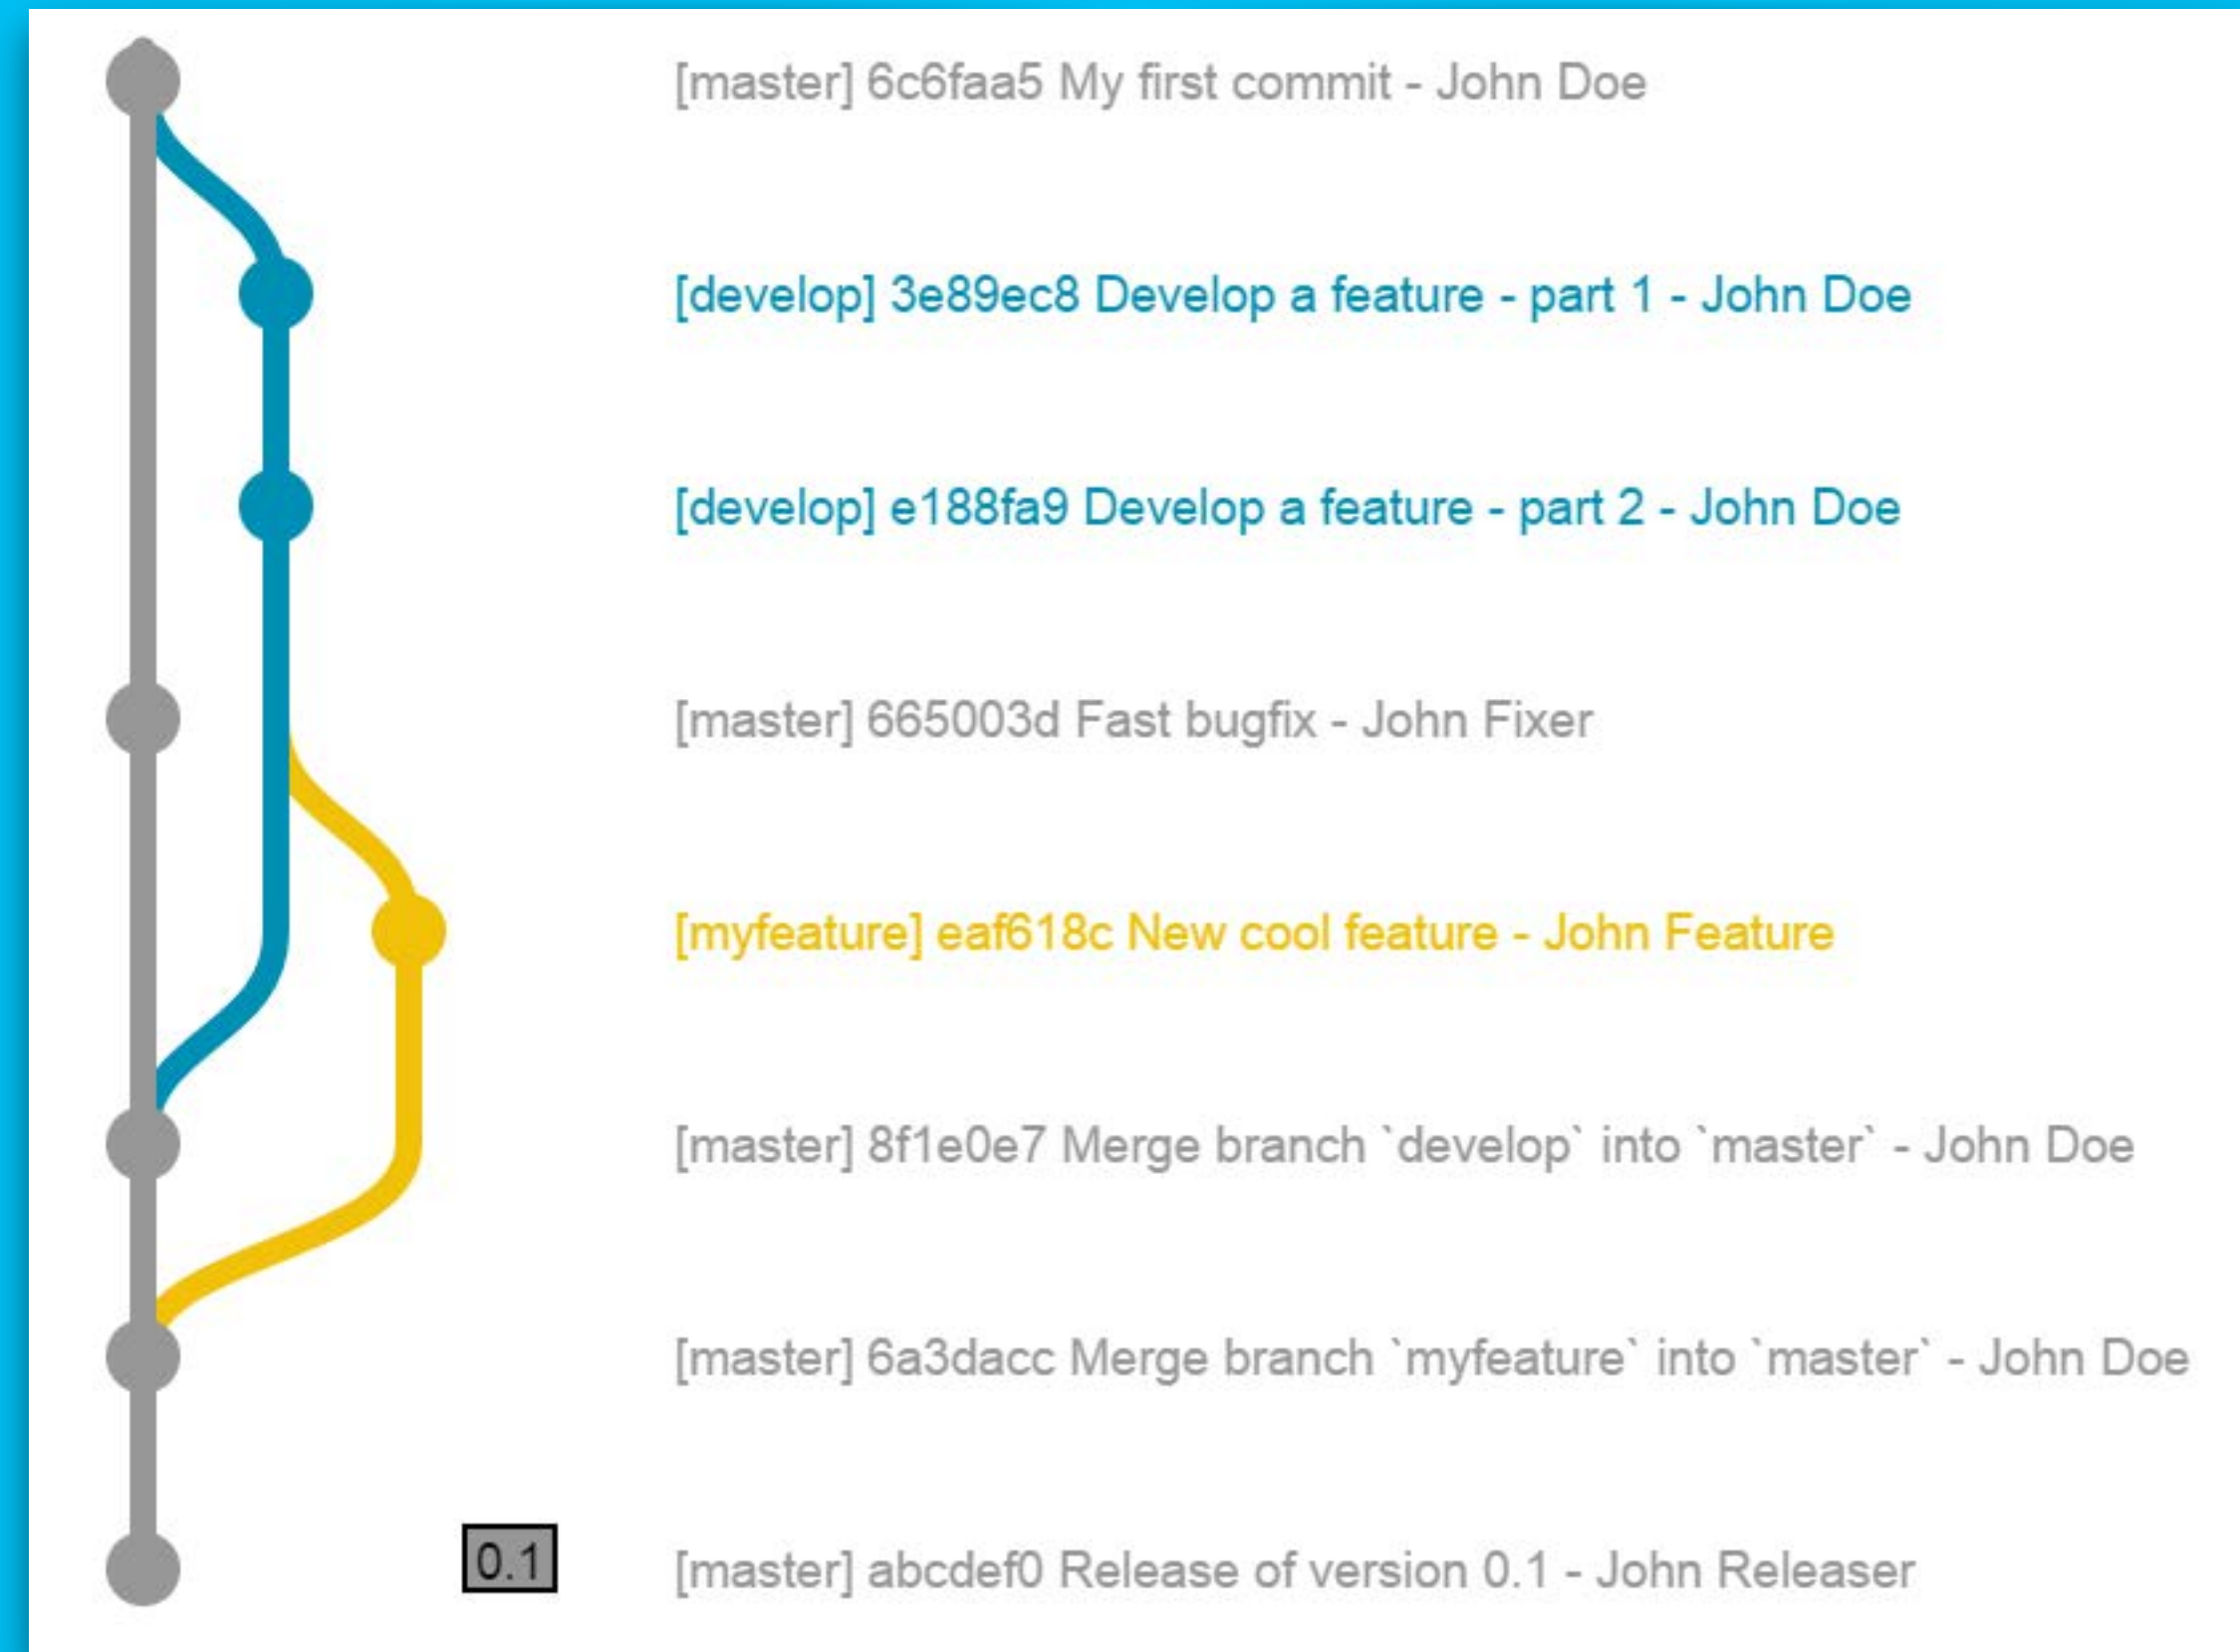 [master] 6c6faa5 My first commit - John Doe
[develop] 3e89ec8 Develop a feature - part 1 - John Doe
[develop] e188fa9 Develop a feature - part 2 - John Doe
[master] 665003d Fast bugfix - John Fixer
[myfeature] eaf618c New cool feature - John Feature
[master] 8f1e0e7 Merge branch `develop` into `master` - John Doe
[master] 6a3dacc Merge branch `myfeature` into `master` - John Doe
0.1 [master] abcdef0 Release of version 0.1 - John Releaser